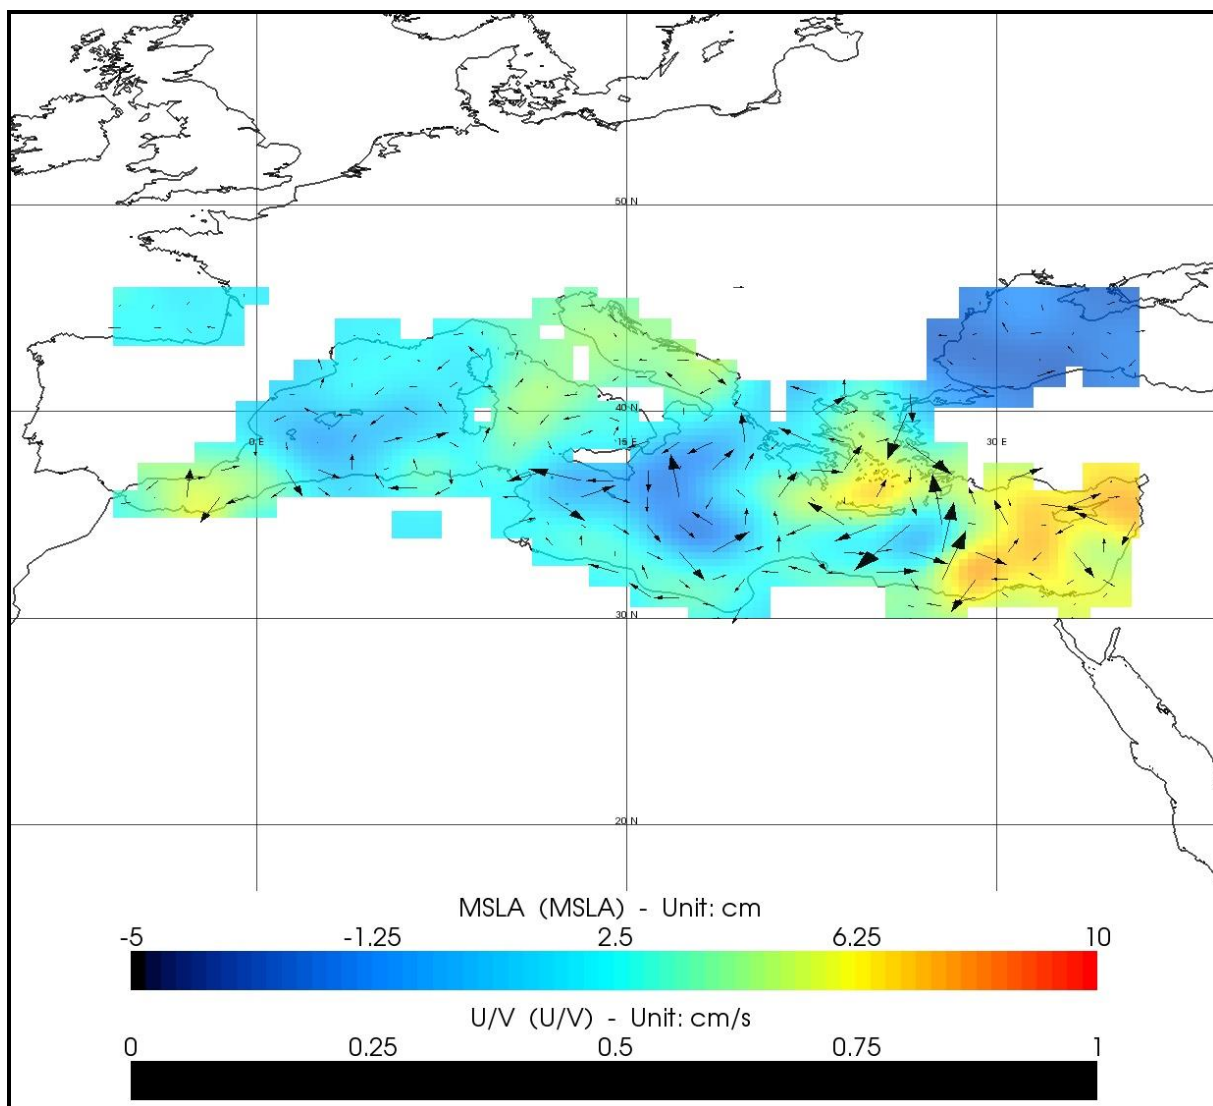 50 N
40 N
0 E
15 E
30 E
30 N
20 N
MSLA (MSLA) - Unit: cm
-5 -1.25 2.5 6.25 10
U/V (U/V) - Unit: cm/s
0 0.25 0.5 0.75 1